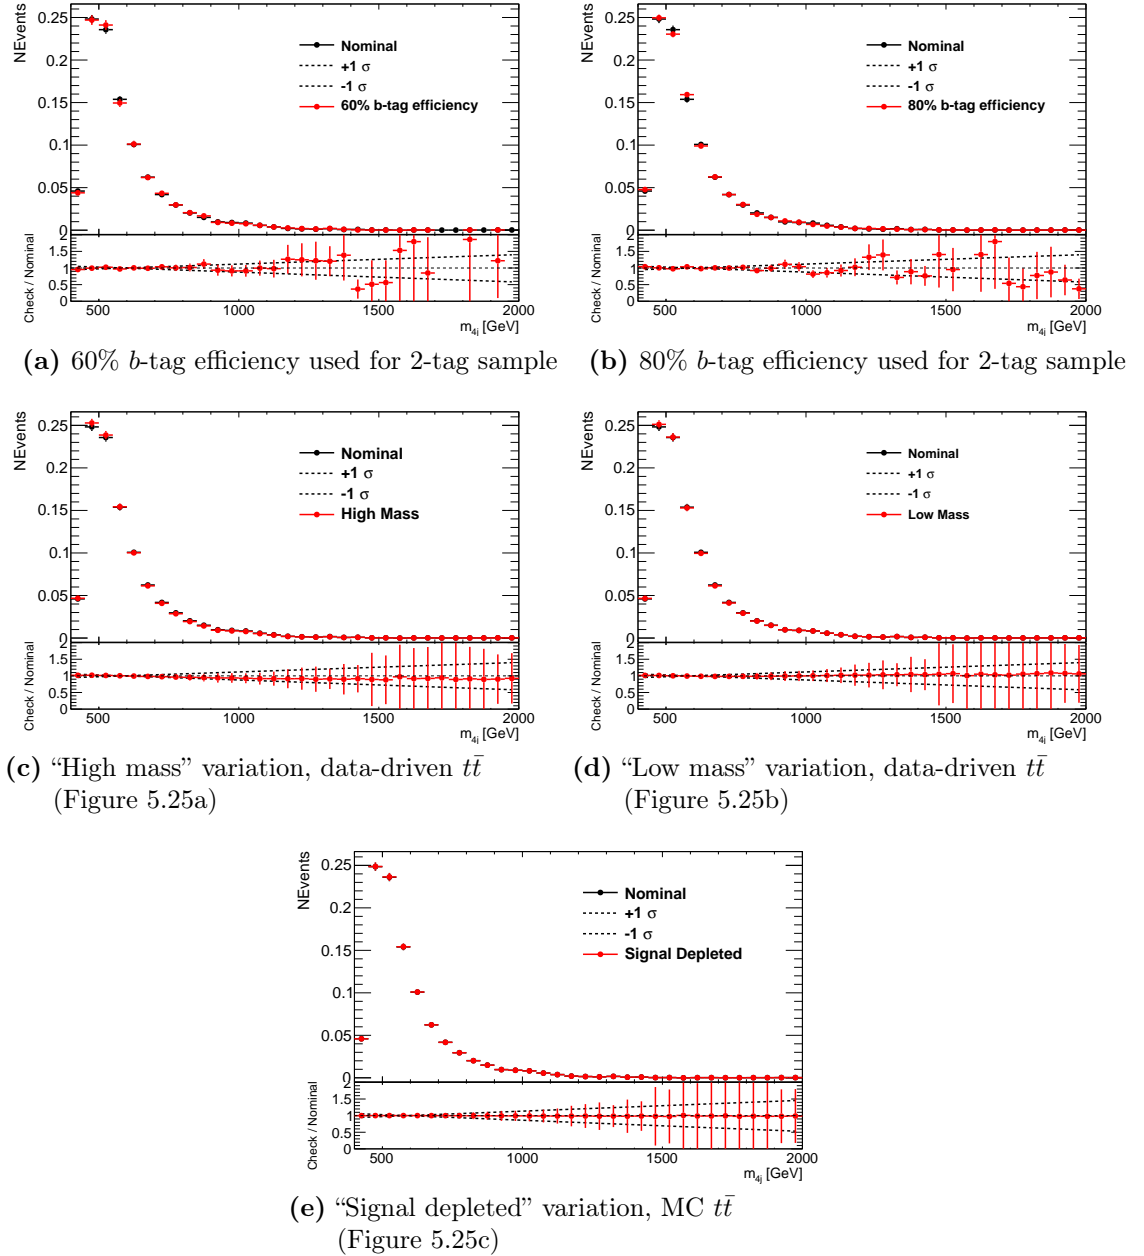 NEvents
0.25
0.2
0.15
0.1
0.05
0
Nominal
+1 σ
-1 σ
60% b-tag efficiency
Check / Nominal
2
1.5
1
0.5
0
500 1000 1500 2000
m4j [GeV]
(a) 60% b-tag efficiency used for 2-tag sample
NEvents
0.25
0.2
0.15
0.1
0.05
0
Nominal
+1 σ
-1 σ
80% b-tag efficiency
Check / Nominal
2
1.5
1
0.5
0
500 1000 1500 2000
m4j [GeV]
(b) 80% b-tag efficiency used for 2-tag sample
NEvents
0.25
0.2
0.15
0.1
0.05
0
Nominal
+1 σ
-1 σ
High Mass
Check / Nominal
2
1.5
1
0.5
0
500 1000 1500 2000
m4j [GeV]
(c) “High mass” variation, data-driven tt̄
(Figure 5.25a)
NEvents
0.25
0.2
0.15
0.1
0.05
0
Nominal
+1 σ
-1 σ
Low Mass
Check / Nominal
2
1.5
1
0.5
0
500 1000 1500 2000
m4j [GeV]
(d) “Low mass” variation, data-driven tt̄
(Figure 5.25b)
NEvents
0.25
0.2
0.15
0.1
0.05
0
Nominal
+1 σ
-1 σ
Signal Depleted
Check / Nominal
2
1.5
1
0.5
0
500 1000 1500 2000
m4j [GeV]
(e) “Signal depleted” variation, MC tt̄
(Figure 5.25c)